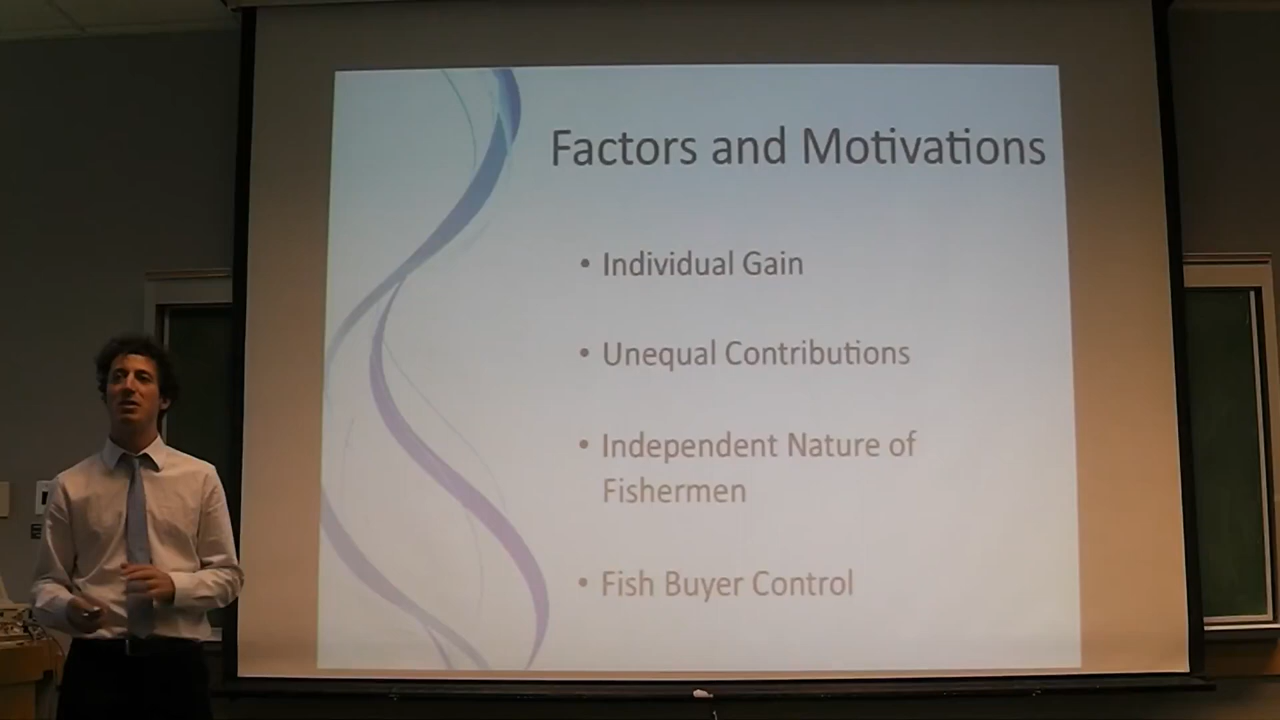 Factors and Motivations
• Individual Gain
• Unequal Contributions
• Independent Nature of
Fishermen
• Fish Buyer Control